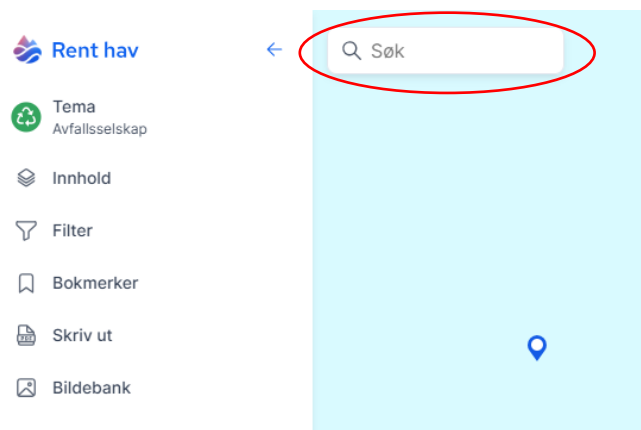 Rent hav
Søk
Tema
Avfallsselskap
Innhold
Filter
Bokmerker
Skriv ut
Bildebank